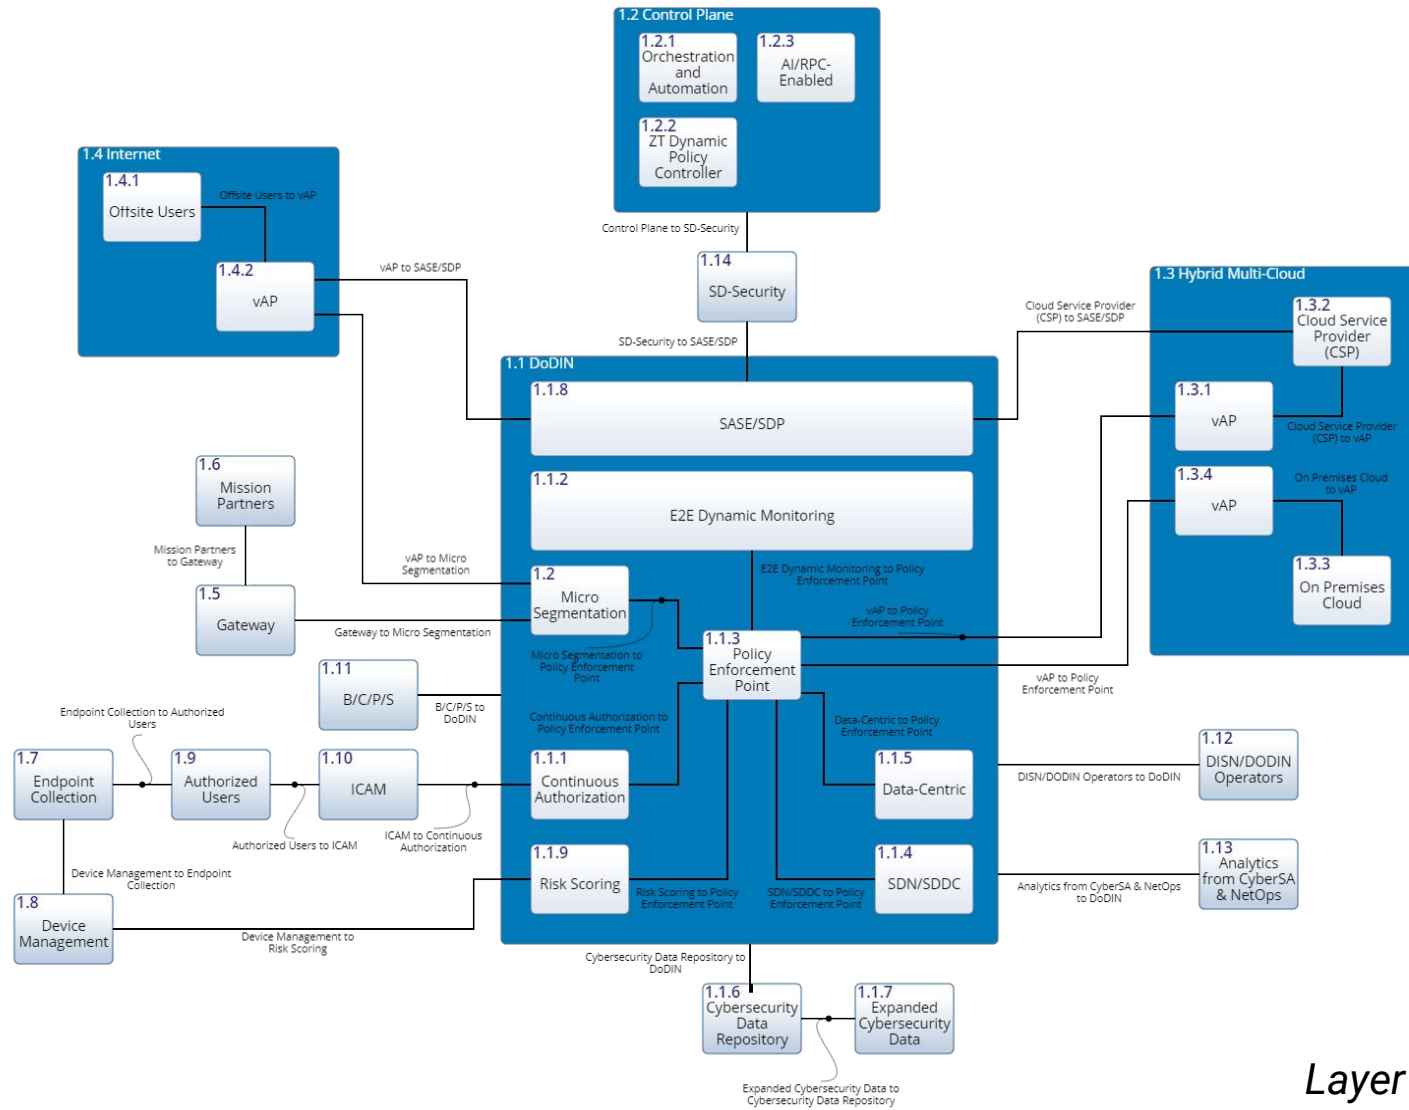 1.2 Control Plane
1.2.1
Orchestration
and
Automation
1.2.3
AI/RPC-
Enabled
1.2.2
ZT Dynamic
Policy
Controller
1.4 Internet
1.4.1
Offsite Users
Offsite Users to vAP
1.4.2
vAP
vAP to SASE/SDP
Control Plane to SD-Security
1.14
SD-Security
SD-Security to SASE/SDP
1.3 Hybrid Multi-Cloud
1.3.2
Cloud Service
Provider
(CSP)
Cloud Service Provider
(CSP) to SASE/SDP
1.3.1
vAP
Cloud Service Provider
(CSP) to vAP
1.3.4
vAP
On Premises Cloud
to vAP
1.3.3
On Premises
Cloud
1.1 DoDIN
1.1.8
SASE/SDP
1.1.2
E2E Dynamic Monitoring
E2E Dynamic Monitoring to Policy
Enforcement Point
1.6
Mission
Partners
Mission Partners
to Gateway
1.5
Gateway
vAP to Micro
Segmentation
Gateway to Micro Segmentation
1.2
Micro
Segmentation
Micro Segmentation to
Policy Enforcement
Point
1.1.3
Policy
Enforcement
Point
vAP to Policy
Enforcement Point
vAP to Policy
Enforcement Point
1.11
B/C/P/S
B/C/P/S to
DoDIN
Continuous Authorization to
Policy Enforcement Point
Data-Centric to Policy
Enforcement Point
Endpoint Collection to Authorized
Users
1.7
Endpoint
Collection
1.9
Authorized
Users
1.10
ICAM
Authorized Users to ICAM
ICAM to Continuous
Authorization
1.1.1
Continuous
Authorization
1.1.5
Data-Centric
DISN/DODIN Operators to DoDIN
1.12
DISN/DODIN
Operators
Device Management to Endpoint
Collection
1.8
Device
Management
Device Management to
Risk Scoring
1.1.9
Risk Scoring
Risk Scoring to Policy
Enforcement Point
SDN/SDDC to Policy
Enforcement Point
1.1.4
SDN/SDDC
Analytics from CyberSA & NetOps
to DoDIN
1.13
Analytics
from CyberSA
& NetOps
Cybersecurity Data Repository to
DoDIN
1.1.6
Cybersecurity
Data
Repository
1.1.7
Expanded
Cybersecurity
Data
Expanded Cybersecurity Data to
Cybersecurity Data Repository
Layer